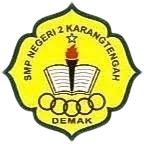 SMP NEGERI 2 KARANGTENGAH
DEMAK